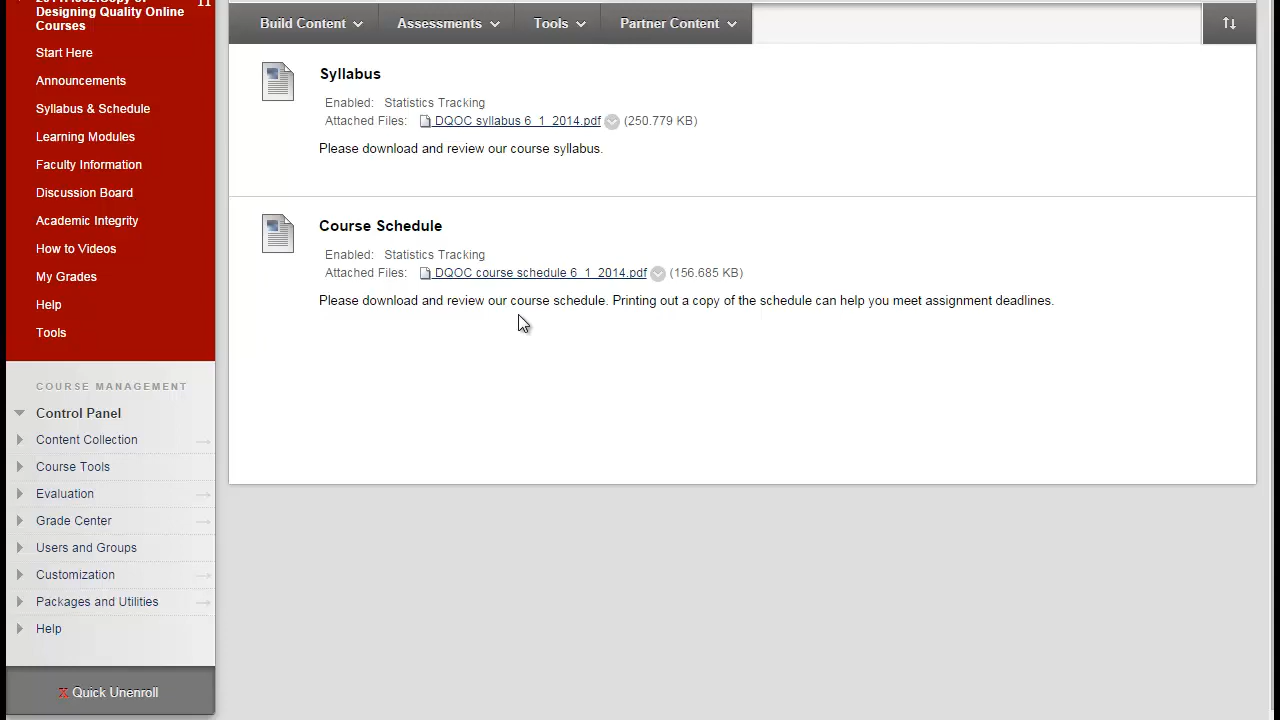 Designing Quality Online
Courses
Start Here
Announcements
Syllabus & Schedule
Learning Modules
Faculty Information
Discussion Board
Academic Integrity
How to Videos
My Grades
Help
Tools
COURSE MANAGEMENT
Control Panel
Content Collection
Course Tools
Evaluation
Grade Center
Users and Groups
Customization
Packages and Utilities
Help
Quick Unenroll
Build Content Assessments Tools Partner Content
Syllabus
Enabled: Statistics Tracking
Attached Files: DQOC syllabus 6_1_2014.pdf (250.779 KB)
Please download and review our course syllabus.
Course Schedule
Enabled: Statistics Tracking
Attached Files: DQOC course schedule 6_1_2014.pdf (156.685 KB)
Please download and review our course schedule. Printing out a copy of the schedule can help you meet assignment deadlines.